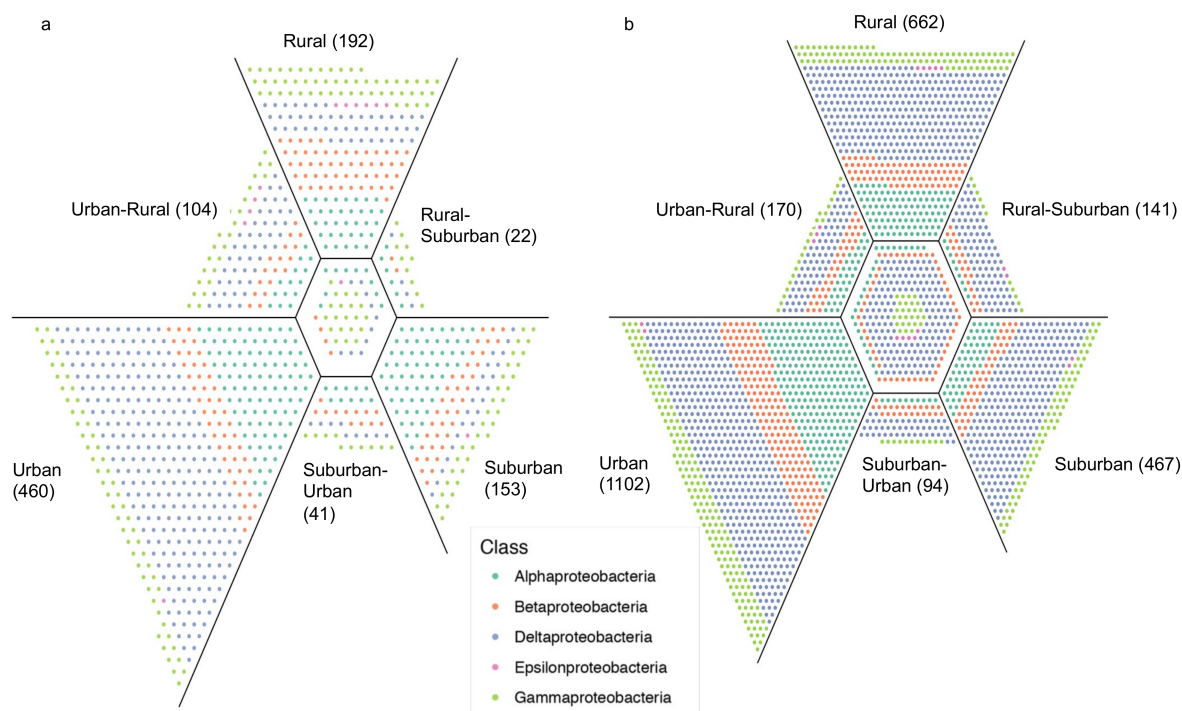 a
Rural (192)
Urban-Rural (104)
Rural-
Suburban (22)
Urban
(460)
Suburban-
Urban
(41)
Suburban
(153)
b
Rural (662)
Urban-Rural (170)
Rural-Suburban (141)
Urban
(1102)
Suburban-
Urban (94)
Suburban (467)
Class
Alphaproteobacteria
Betaproteobacteria
Deltaproteobacteria
Epsilonproteobacteria
Gammaproteobacteria